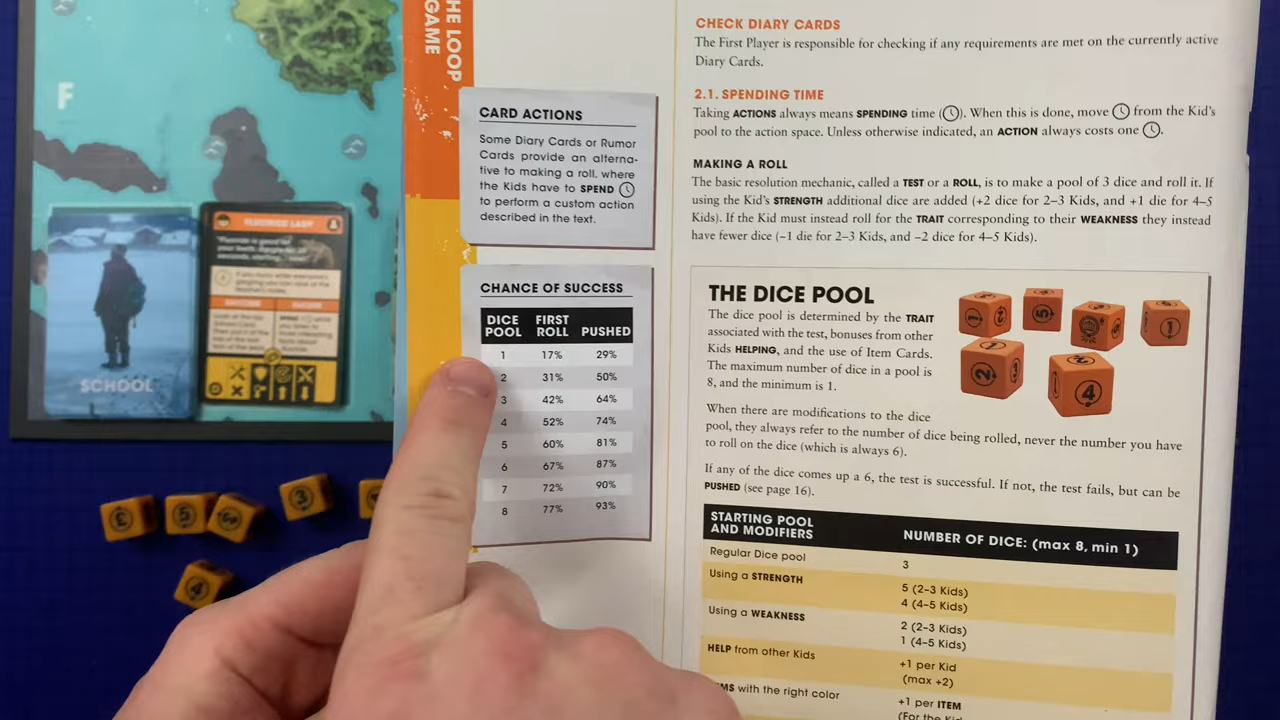 F
SCHOOL
FLUORIDE LADY
HE LOOP
GAME
CARD ACTIONS
Some Diary Cards or Rumor
Cards provide an alterna-
tive to making a roll, where
the Kids have to SPEND
to perform a custom action
described in the text.
CHANCE OF SUCCESS
DICE POOL FIRST ROLL PUSHED
1 17% 29%
2 31% 50%
3 42% 64%
4 52% 74%
5 60% 81%
6 67% 87%
7 72% 90%
8 77% 93%
CHECK DIARY CARDS
The First Player is responsible for checking if any requirements are met on the currently active
Diary Cards.
2.1. SPENDING TIME
Taking ACTIONS always means SPENDING time ( ). When this is done, move from the Kid's
pool to the action space. Unless otherwise indicated, an ACTION always costs one .
MAKING A ROLL
The basic resolution mechanic, called a TEST or a ROLL, is to make a pool of 3 dice and roll it. If
using the Kid's STRENGTH additional dice are added (+2 dice for 2–3 Kids, and +1 die for 4–5
Kids). If the Kid must instead roll for the TRAIT corresponding to their WEAKNESS they instead
have fewer dice (–1 die for 2–3 Kids, and –2 dice for 4–5 Kids).
THE DICE POOL
The dice pool is determined by the TRAIT
associated with the test, bonuses from other
Kids HELPING, and the use of Item Cards.
The maximum number of dice in a pool is
8, and the minimum is 1.
When there are modifications to the dice
pool, they always refer to the number of dice being rolled, never the number you have
to roll on the dice (which is always 6).
If any of the dice comes up a 6, the test is successful. If not, the test fails, but can be
PUSHED (see page 16).
STARTING POOL
AND MODIFIERS
NUMBER OF DICE: (max 8, min 1)
Regular Dice pool 3
Using a STRENGTH 5 (2–3 Kids)
4 (4–5 Kids)
Using a WEAKNESS 2 (2–3 Kids)
1 (4–5 Kids)
HELP from other Kids +1 per Kid
(max +2)
MS with the right color +1 per ITEM
(For the Kid